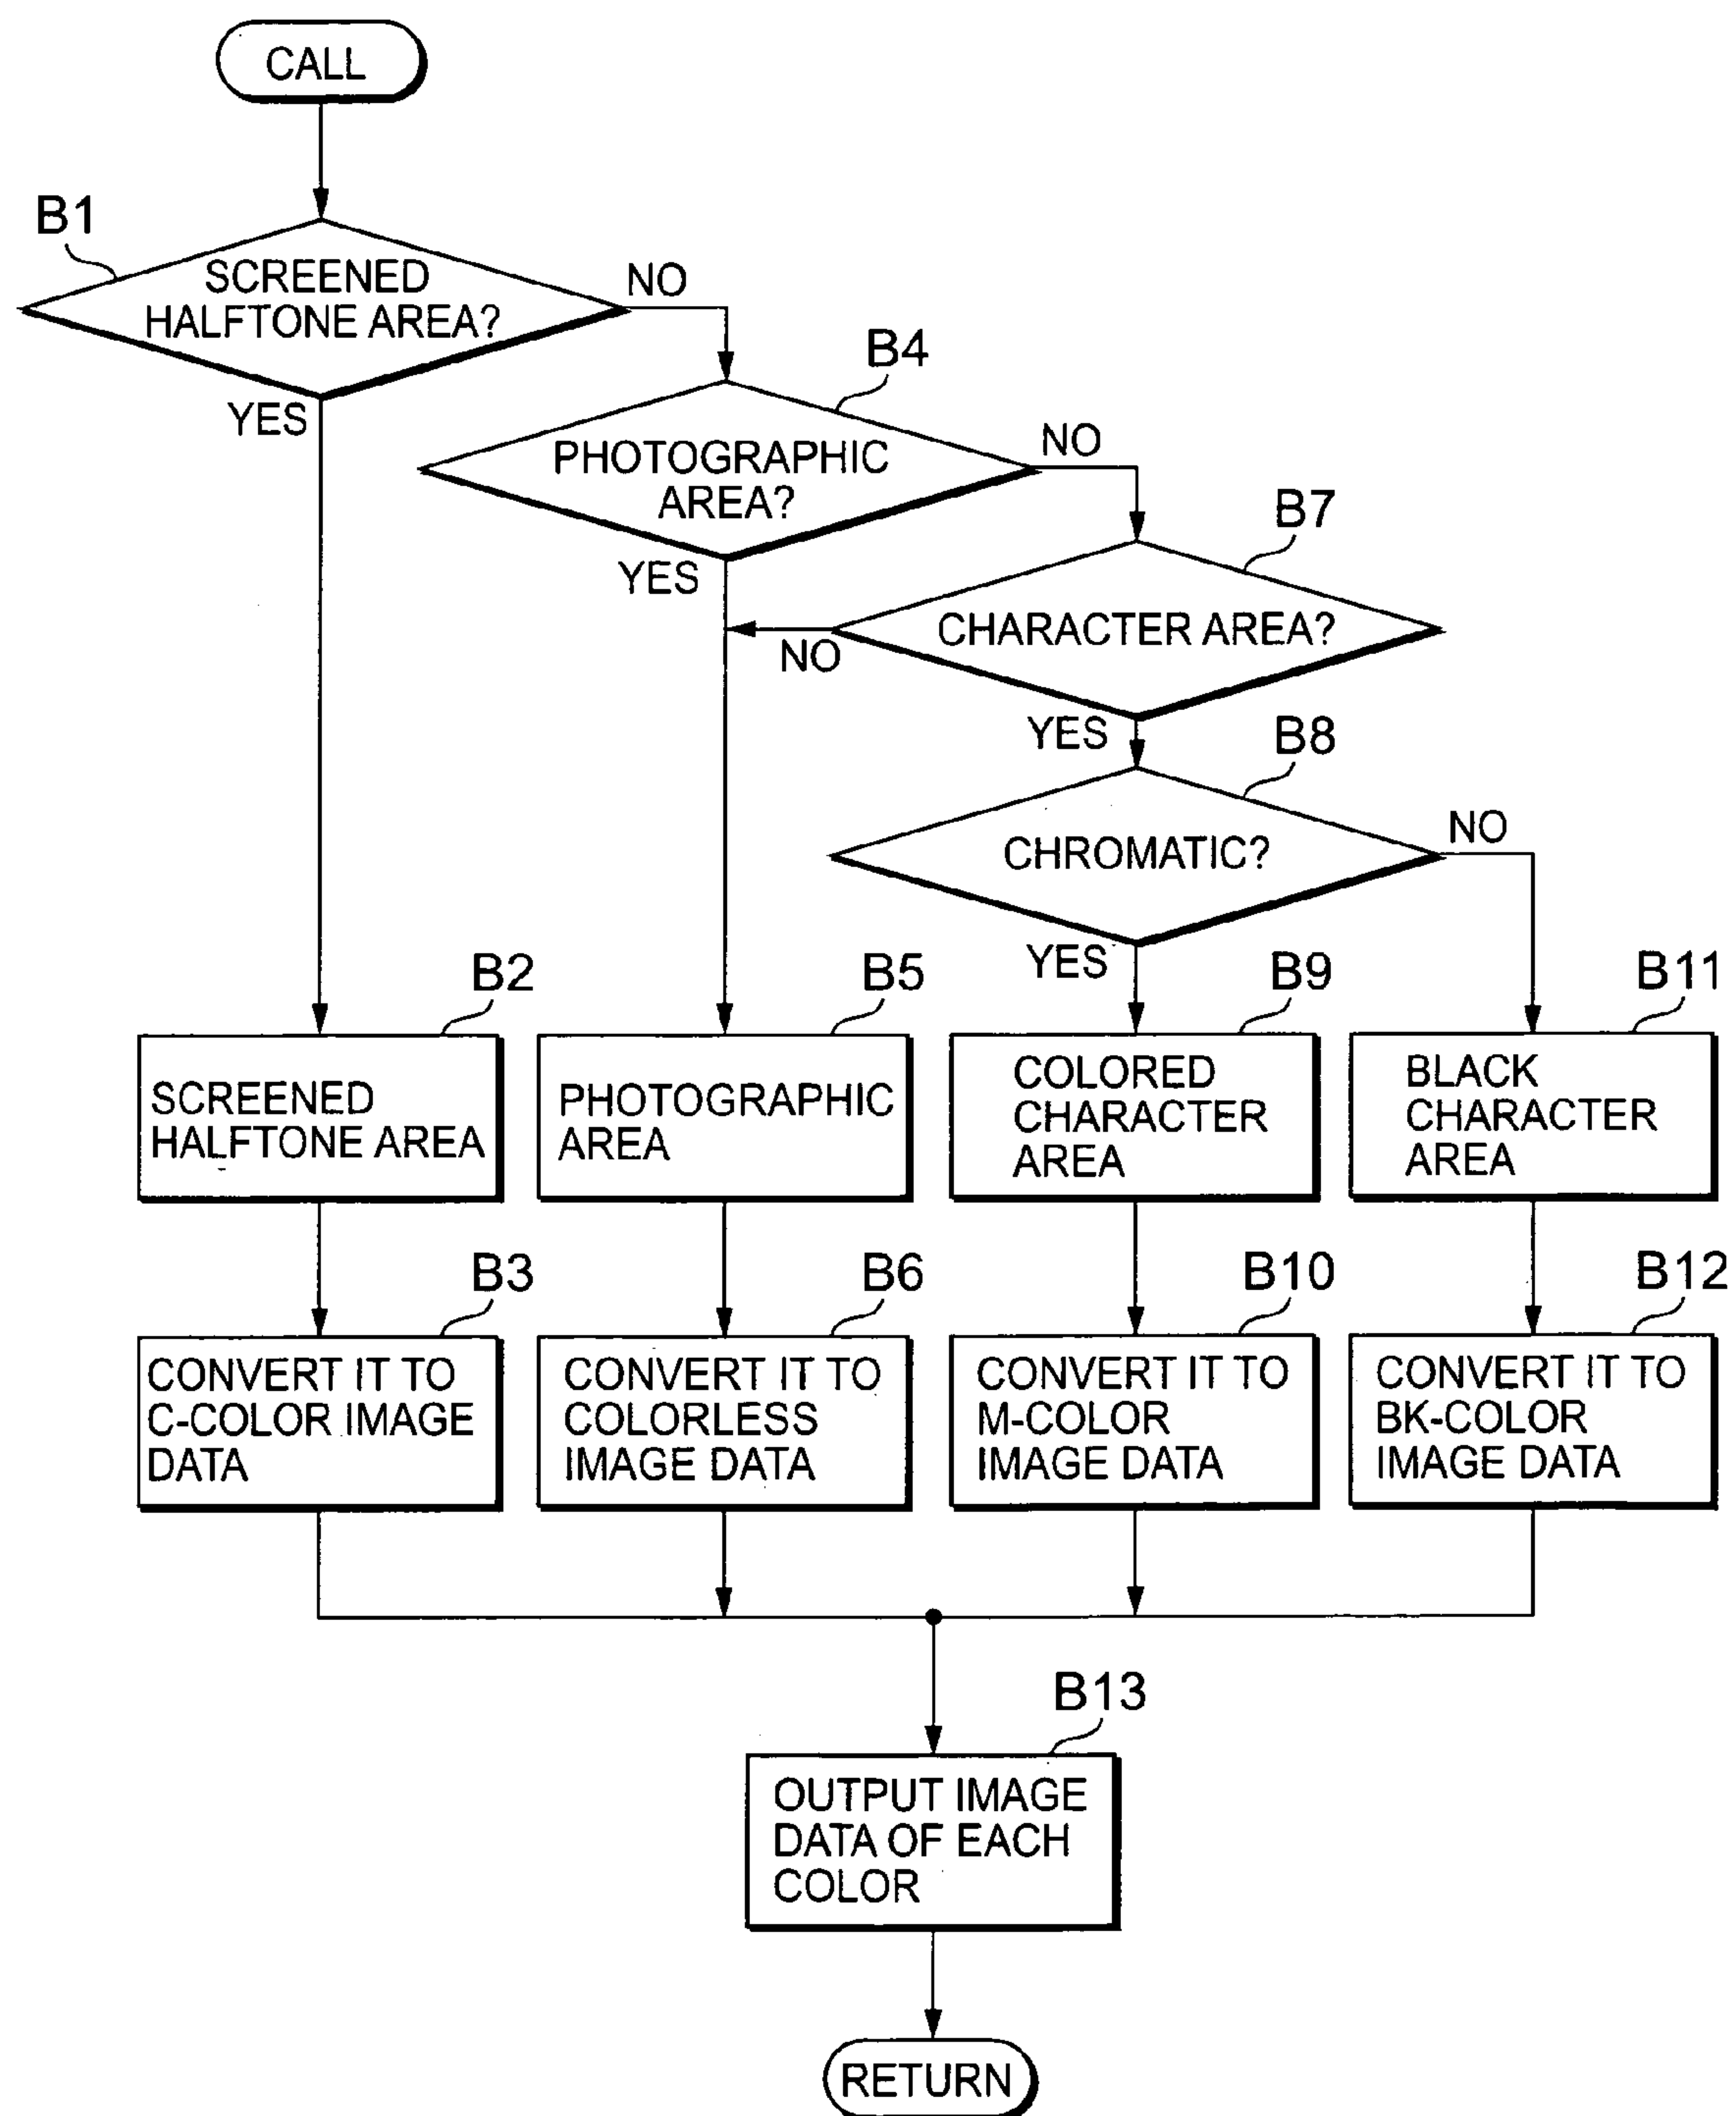 CALL
B1
SCREENED
HALFTONE AREA?
NO
YES
B4
PHOTOGRAPHIC
AREA?
NO
YES
B7
CHARACTER AREA?
NO
YES
B8
CHROMATIC?
NO
YES
B2
SCREENED
HALFTONE AREA
B5
PHOTOGRAPHIC
AREA
B9
COLORED
CHARACTER
AREA
B11
BLACK
CHARACTER
AREA
B3
CONVERT IT TO
C-COLOR IMAGE
DATA
B6
CONVERT IT TO
COLORLESS
IMAGE DATA
B10
CONVERT IT TO
M-COLOR
IMAGE DATA
B12
CONVERT IT TO
BK-COLOR
IMAGE DATA
B13
OUTPUT IMAGE
DATA OF EACH
COLOR
RETURN